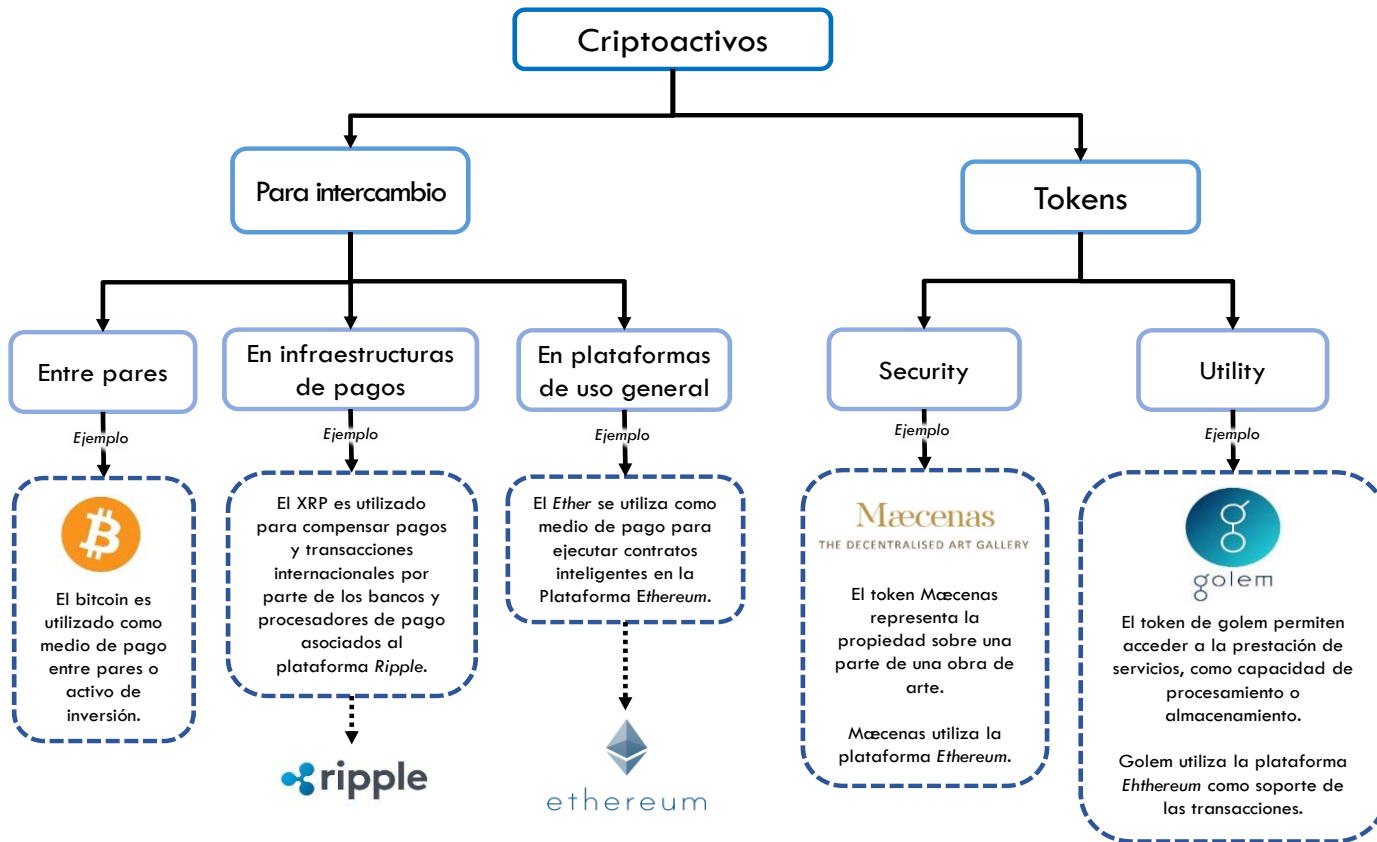 Criptoactivos
Para intercambio
Tokens
Entre pares
En infraestructuras
de pagos
En plataformas
de uso general
Security
Utility
Ejemplo
Ejemplo
Ejemplo
Ejemplo
Ejemplo
El bitcoin es
utilizado como
medio de pago
entre pares o
activo de
inversión.
El XRP es utilizado
para compensar pagos
y transacciones
internacionales por
parte de los bancos y
procesadores de pago
asociados al
plataforma Ripple.
ripple
El Ether se utiliza como
medio de pago para
ejecutar contratos
inteligentes en la
Plataforma Ethereum.
ethereum
Mæcenas
THE DECENTRALISED ART GALLERY
El token Mæcenas
representa la
propiedad sobre una
parte de una obra de
arte.
Mæcenas utiliza la
plataforma Ethereum.
golem
El token de golem permiten
acceder a la prestación de
servicios, como capacidad de
procesamiento o
almacenamiento.
Golem utiliza la plataforma
Ehthereum como soporte de
las transacciones.